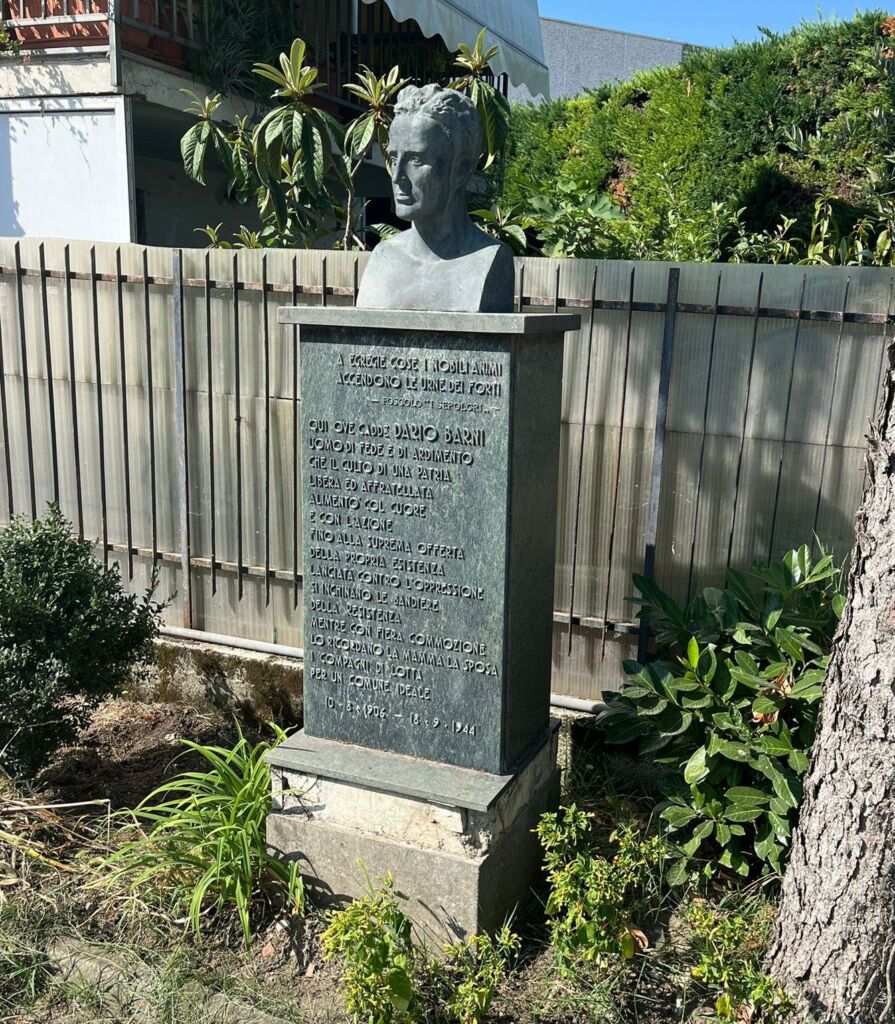 A EGREGIE COSE I NOBILI ANIMI
ACCENDONO LE URNE DEI FORTI
— FOSCOLO "I SEPOLCRI" —
QUI OVE CADDE DARIO BARNI
UOMO DI FEDE E DI ARDIMENTO
CHE IL CULTO DI UNA PATRIA
LIBERA ED AFFRATELLATA
ALIMENTO COL CUORE
E CON L'AZIONE
FINO ALLA SUPREMA OFFERTA
DELLA PROPRIA ESISTENZA
LANCIATA CONTRO L'OPPRESSIONE
SI INCHINANO LE BANDIERE
DELLA RESISTENZA
MENTRE CON FIERA COMMOZIONE
LO RICORDANO LA MAMMA LA SPOSA
I COMPAGNI DI LOTTA
PER UN COMUNE IDEALE
10-8-1906 — 18-9-1944